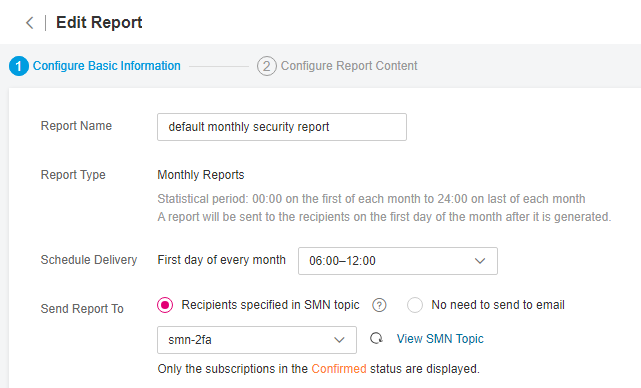 Edit Report
1 Configure Basic Information 2 Configure Report Content
Report Name default monthly security report
Report Type Monthly Reports
Statistical period: 00:00 on the first of each month to 24:00 on last of each month
A report will be sent to the recipients on the first day of the month after it is generated.
Schedule Delivery First day of every month 06:00–12:00
Send Report To Recipients specified in SMN topic ? No need to send to email
smn-2fa View SMN Topic
Only the subscriptions in the Confirmed status are displayed.